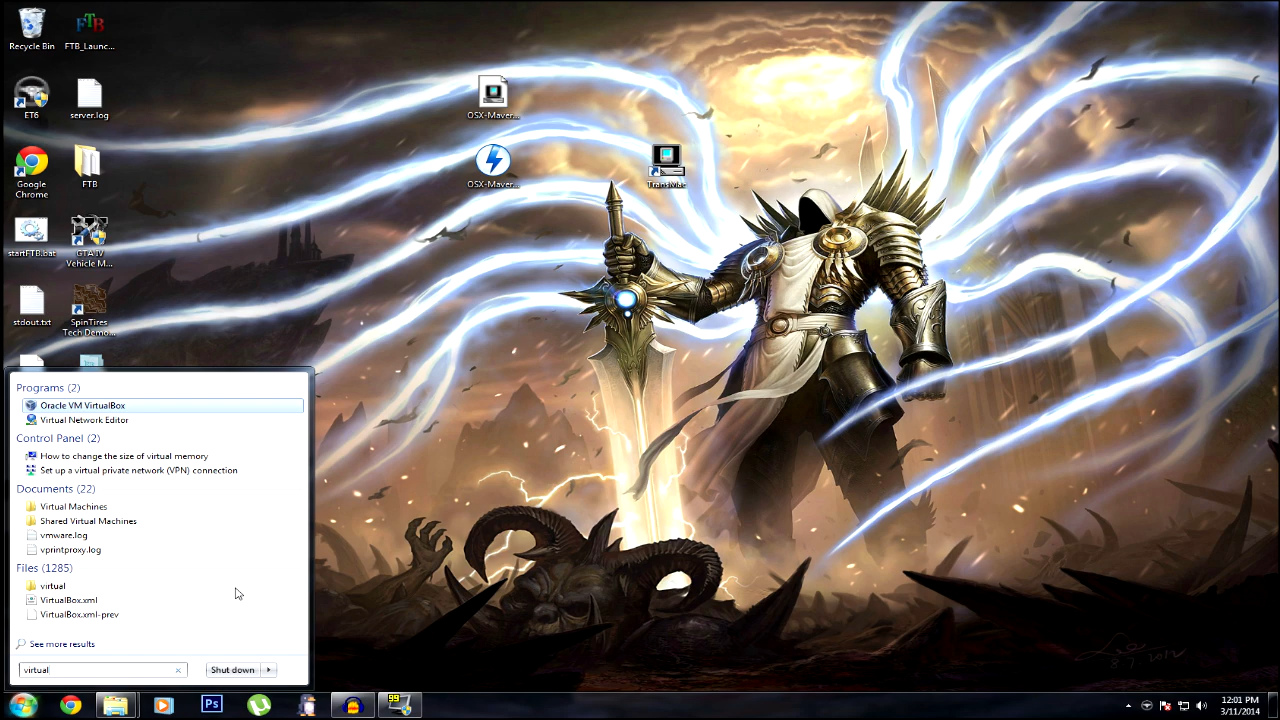 Recycle Bin
FTB_Launc...
ET6
server.log
Google
Chrome
FTB
startFTB.bat
GTA IV
Vehicle M...
stdout.txt
SpinTires
Tech Demo...
OSX-Maver...
OSX-Maver...
TransMac
Programs (2)
Oracle VM VirtualBox
Virtual Network Editor
Control Panel (2)
How to change the size of virtual memory
Set up a virtual private network (VPN) connection
Documents (22)
Virtual Machines
Shared Virtual Machines
vmware.log
vprintproxy.log
Files (1285)
virtual
VirtualBox.xml
VirtualBox.xml-prev
See more results
virtual
Shut down
Ps
99
12:01 PM
3/11/2014